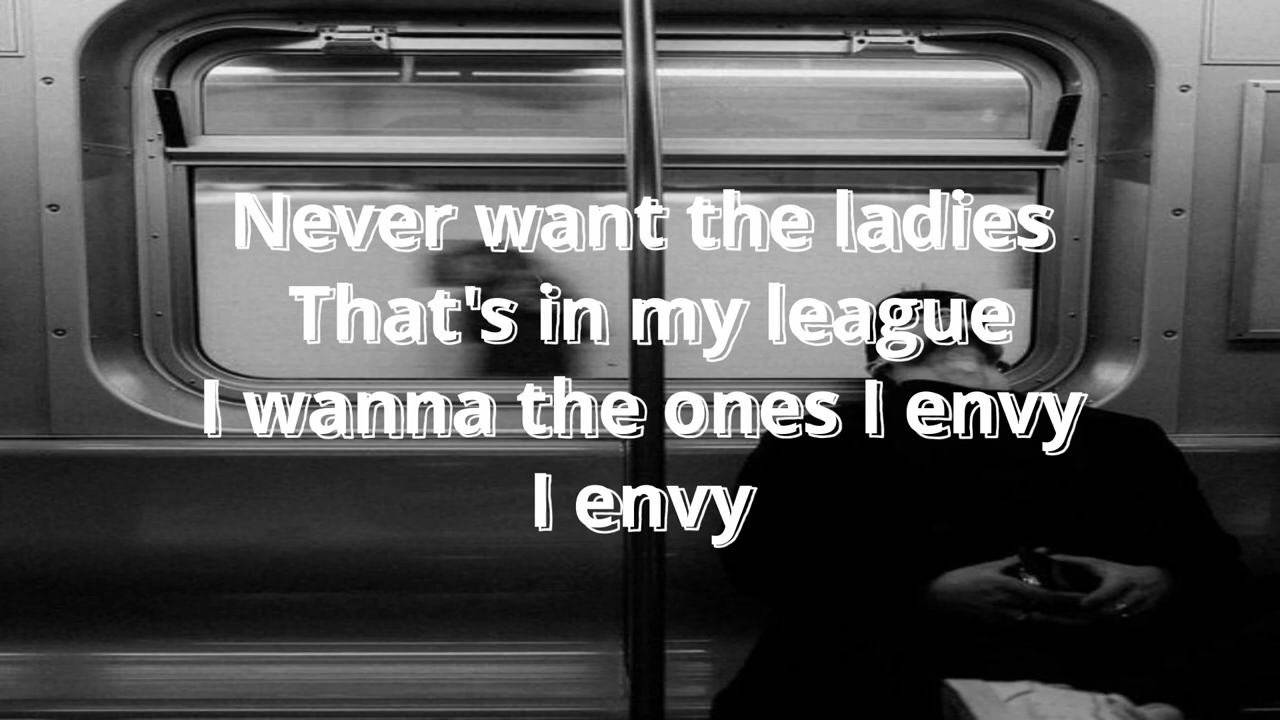 Never want the ladies
That's in my league
I wanna the ones I envy
I envy